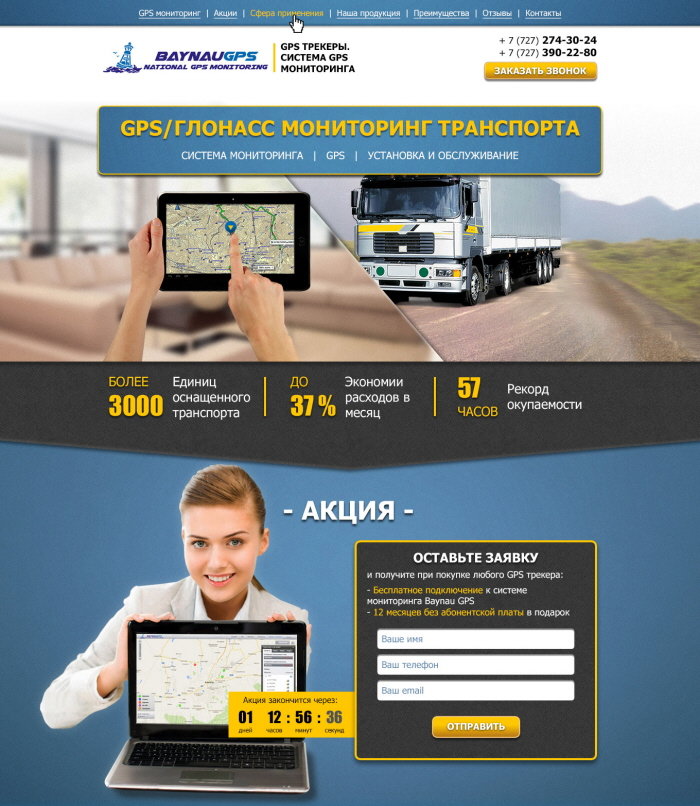 GPS мониторинг | Акции | Сфера применения | Наша продукция | Преимущества | Отзывы | Контакты
BAYNAUGPS
NATIONAL GPS MONITORING
GPS ТРЕКЕРЫ.
СИСТЕМА GPS
МОНИТОРИНГА
+ 7 (727) 274-30-24
+ 7 (727) 390-22-80
ЗАКАЗАТЬ ЗВОНОК
GPS/ГЛОНАСС МОНИТОРИНГ ТРАНСПОРТА
СИСТЕМА МОНИТОРИНГА | GPS | УСТАНОВКА И ОБСЛУЖИВАНИЕ
БОЛЕЕ
3000
Единиц
оснащенного
транспорта
ДО
37 %
Экономии
расходов в
месяц
57
ЧАСОВ
Рекорд
окупаемости
- АКЦИЯ -
ОСТАВЬТЕ ЗАЯВКУ
и получите при покупке любого GPS трекера:
- Бесплатное подключение к системе
мониторинга Baynau GPS
- 12 месяцев без абонентской платы в подарок
Ваше имя
Ваш телефон
Ваш email
ОТПРАВИТЬ
Акция закончится через:
01 12 : 56 : 36
дней часов минут секунд